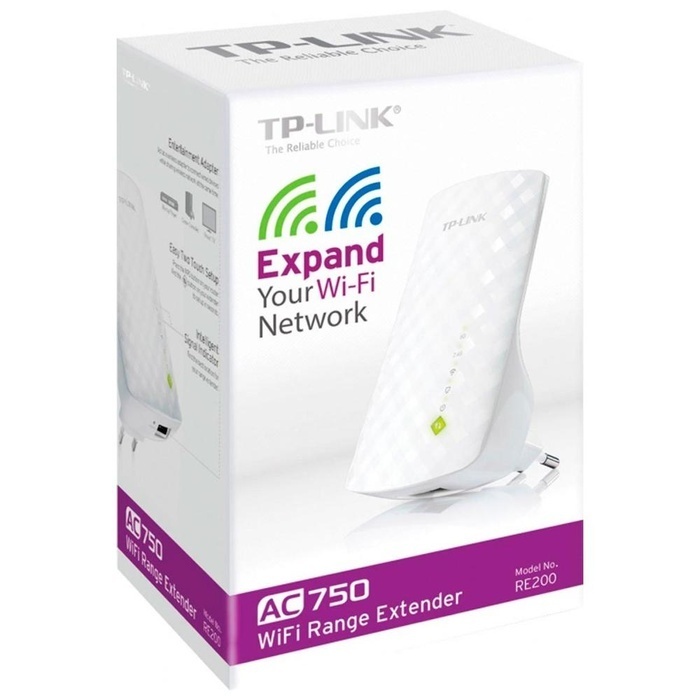 TP-LINK
The Reliable Choice
TP-LINK®
The Reliable Choice
Expand
Your Wi-Fi
Network
TP-LINK
AC750
WiFi Range Extender
Model No.
RE200
Entertainment Adapter
Easy Two Touch Setup
Intelligent
Signal Indicator
AC750
WiFi Range Extender
Model No.
RE200